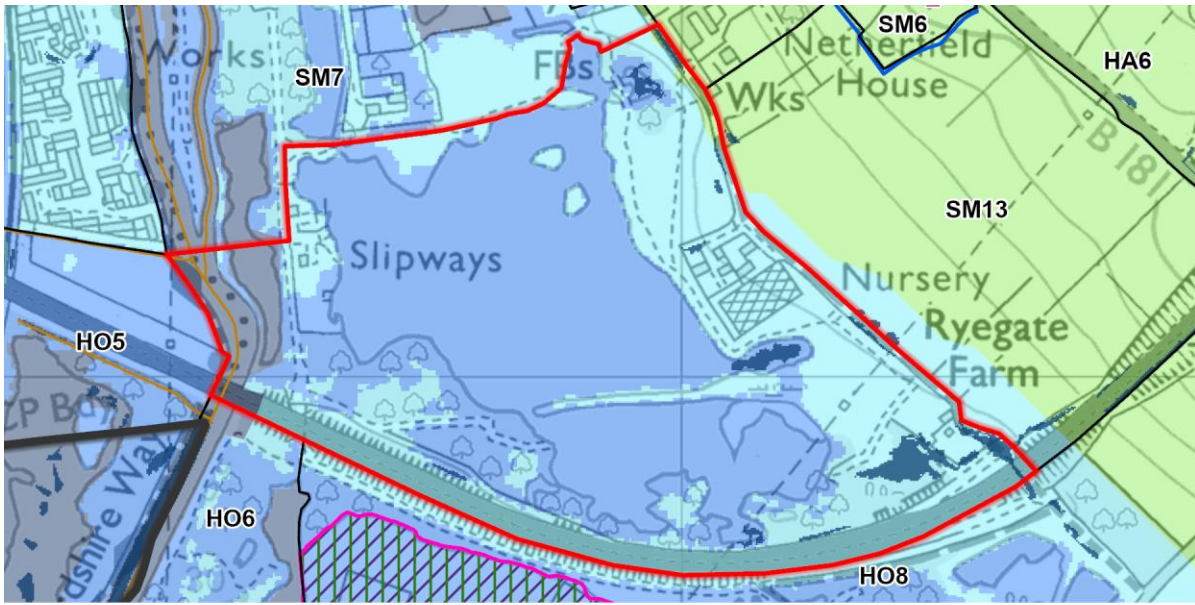 SM6
Works
SM7
FBs
Netherfield
House
HA6
Wks
B 181
SM13
Slipways
Nursery
Ryegate
Farm
HO5
HO6
HO8